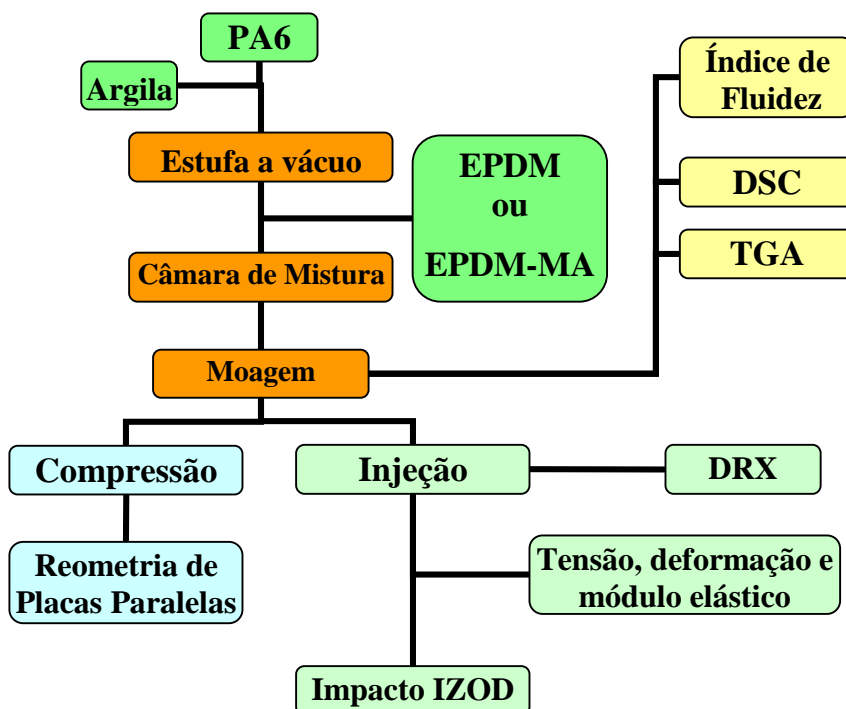 PA6
Argila
Índice de
Fluidez
Estufa a vácuo
EPDM
ou
EPDM-MA
DSC
TGA
Câmara de Mistura
Moagem
Compressão
Injeção
DRX
Reometria de
Placas Paralelas
Tensão, deformação e
módulo elástico
Impacto IZOD